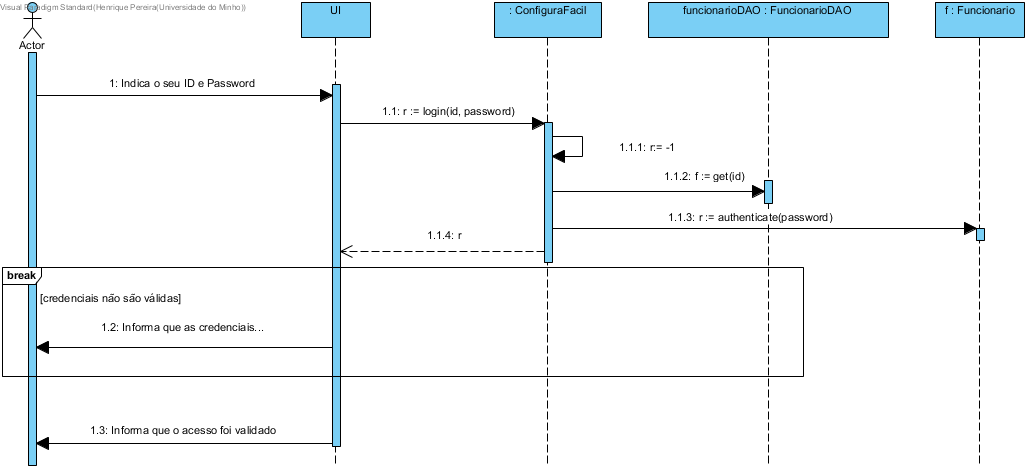 Visual Paradigm Standard(Henrique Pereira(Universidade do Minho))
UI
: ConfiguraFacil
funcionarioDAO : FuncionarioDAO
f : Funcionario
Actor
1: Indica o seu ID e Password
1.1: r := login(id, password)
1.1.1: r:= -1
1.1.2: f := get(id)
1.1.3: r := authenticate(password)
1.1.4: r
break
[credenciais não são válidas]
1.2: Informa que as credenciais...
1.3: Informa que o acesso foi validado